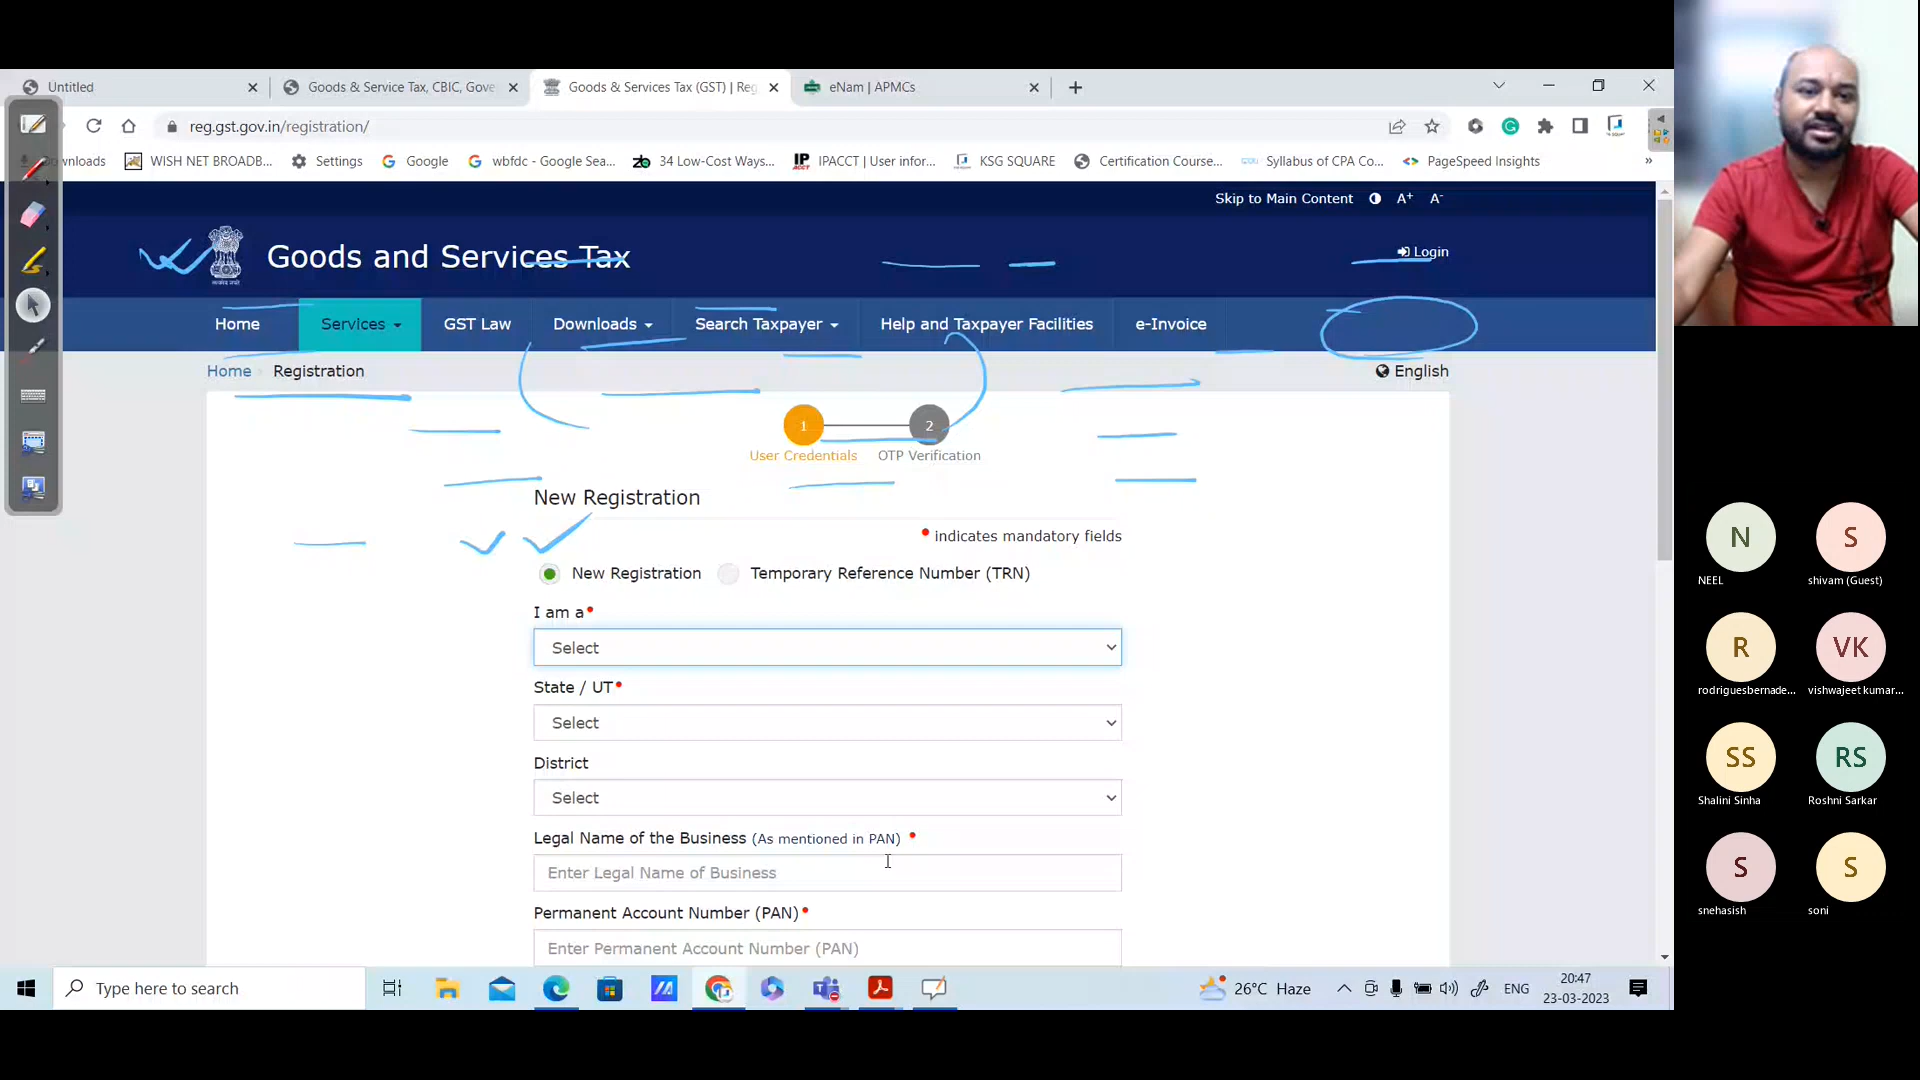 Untitled
Goods & Service Tax, CBIC, Gove
Goods & Services Tax (GST) | Reg
eNam | APMCs
reg.gst.gov.in/registration/
ownloads
WISH NET BROADB...
Settings
Google
wbfdc - Google Sea...
34 Low-Cost Ways...
IPACCT | User infor...
KSG SQUARE
Certification Course...
Syllabus of CPA Co...
PageSpeed Insights
»
Skip to Main Content
A+
A-
Goods and Services Tax
Login
Home
Services
GST Law
Downloads
Search Taxpayer
Help and Taxpayer Facilities
e-Invoice
Home
Registration
English
1
2
User Credentials
OTP Verification
New Registration
• indicates mandatory fields
New Registration
Temporary Reference Number (TRN)
I am a•
Select
State / UT•
Select
District
Select
Legal Name of the Business (As mentioned in PAN) •
Enter Legal Name of Business
Permanent Account Number (PAN)•
Enter Permanent Account Number (PAN)
Type here to search
26°C Haze
ENG
20:47
23-03-2023
N
NEEL
S
shivam (Guest)
R
rodriguesbernade...
VK
vishwajeet kumar...
SS
Shalini Sinha
RS
Roshni Sarkar
S
snehasish
S
soni